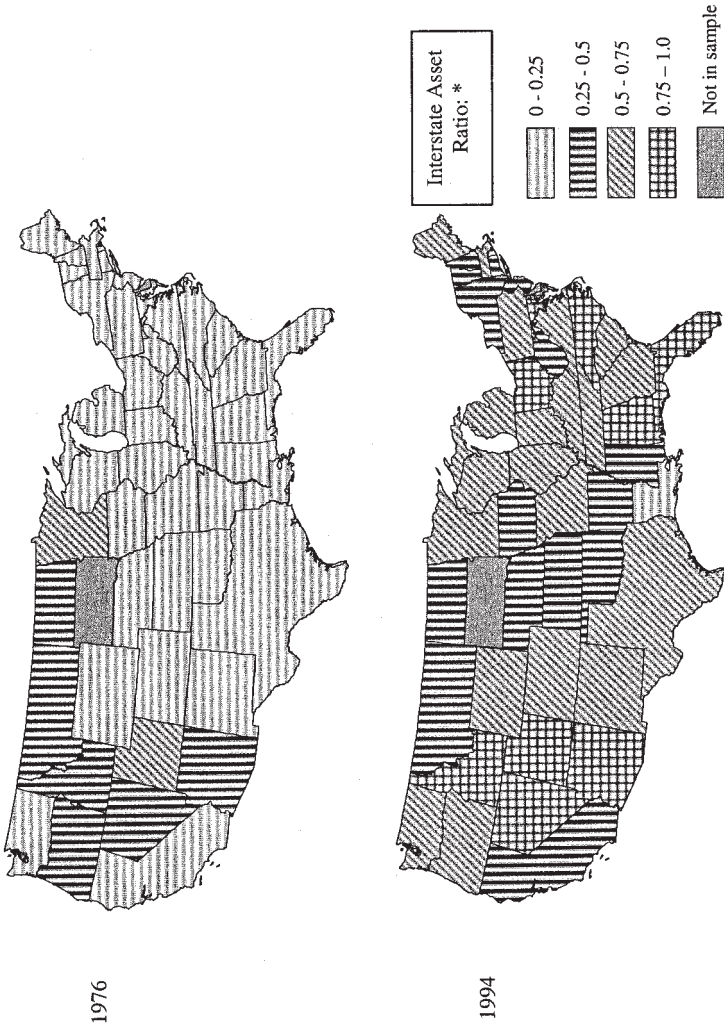 1976
1994
Interstate Asset
Ratio: *
0 - 0.25
0.25 - 0.5
0.5 - 0.75
0.75 – 1.0
Not in sample